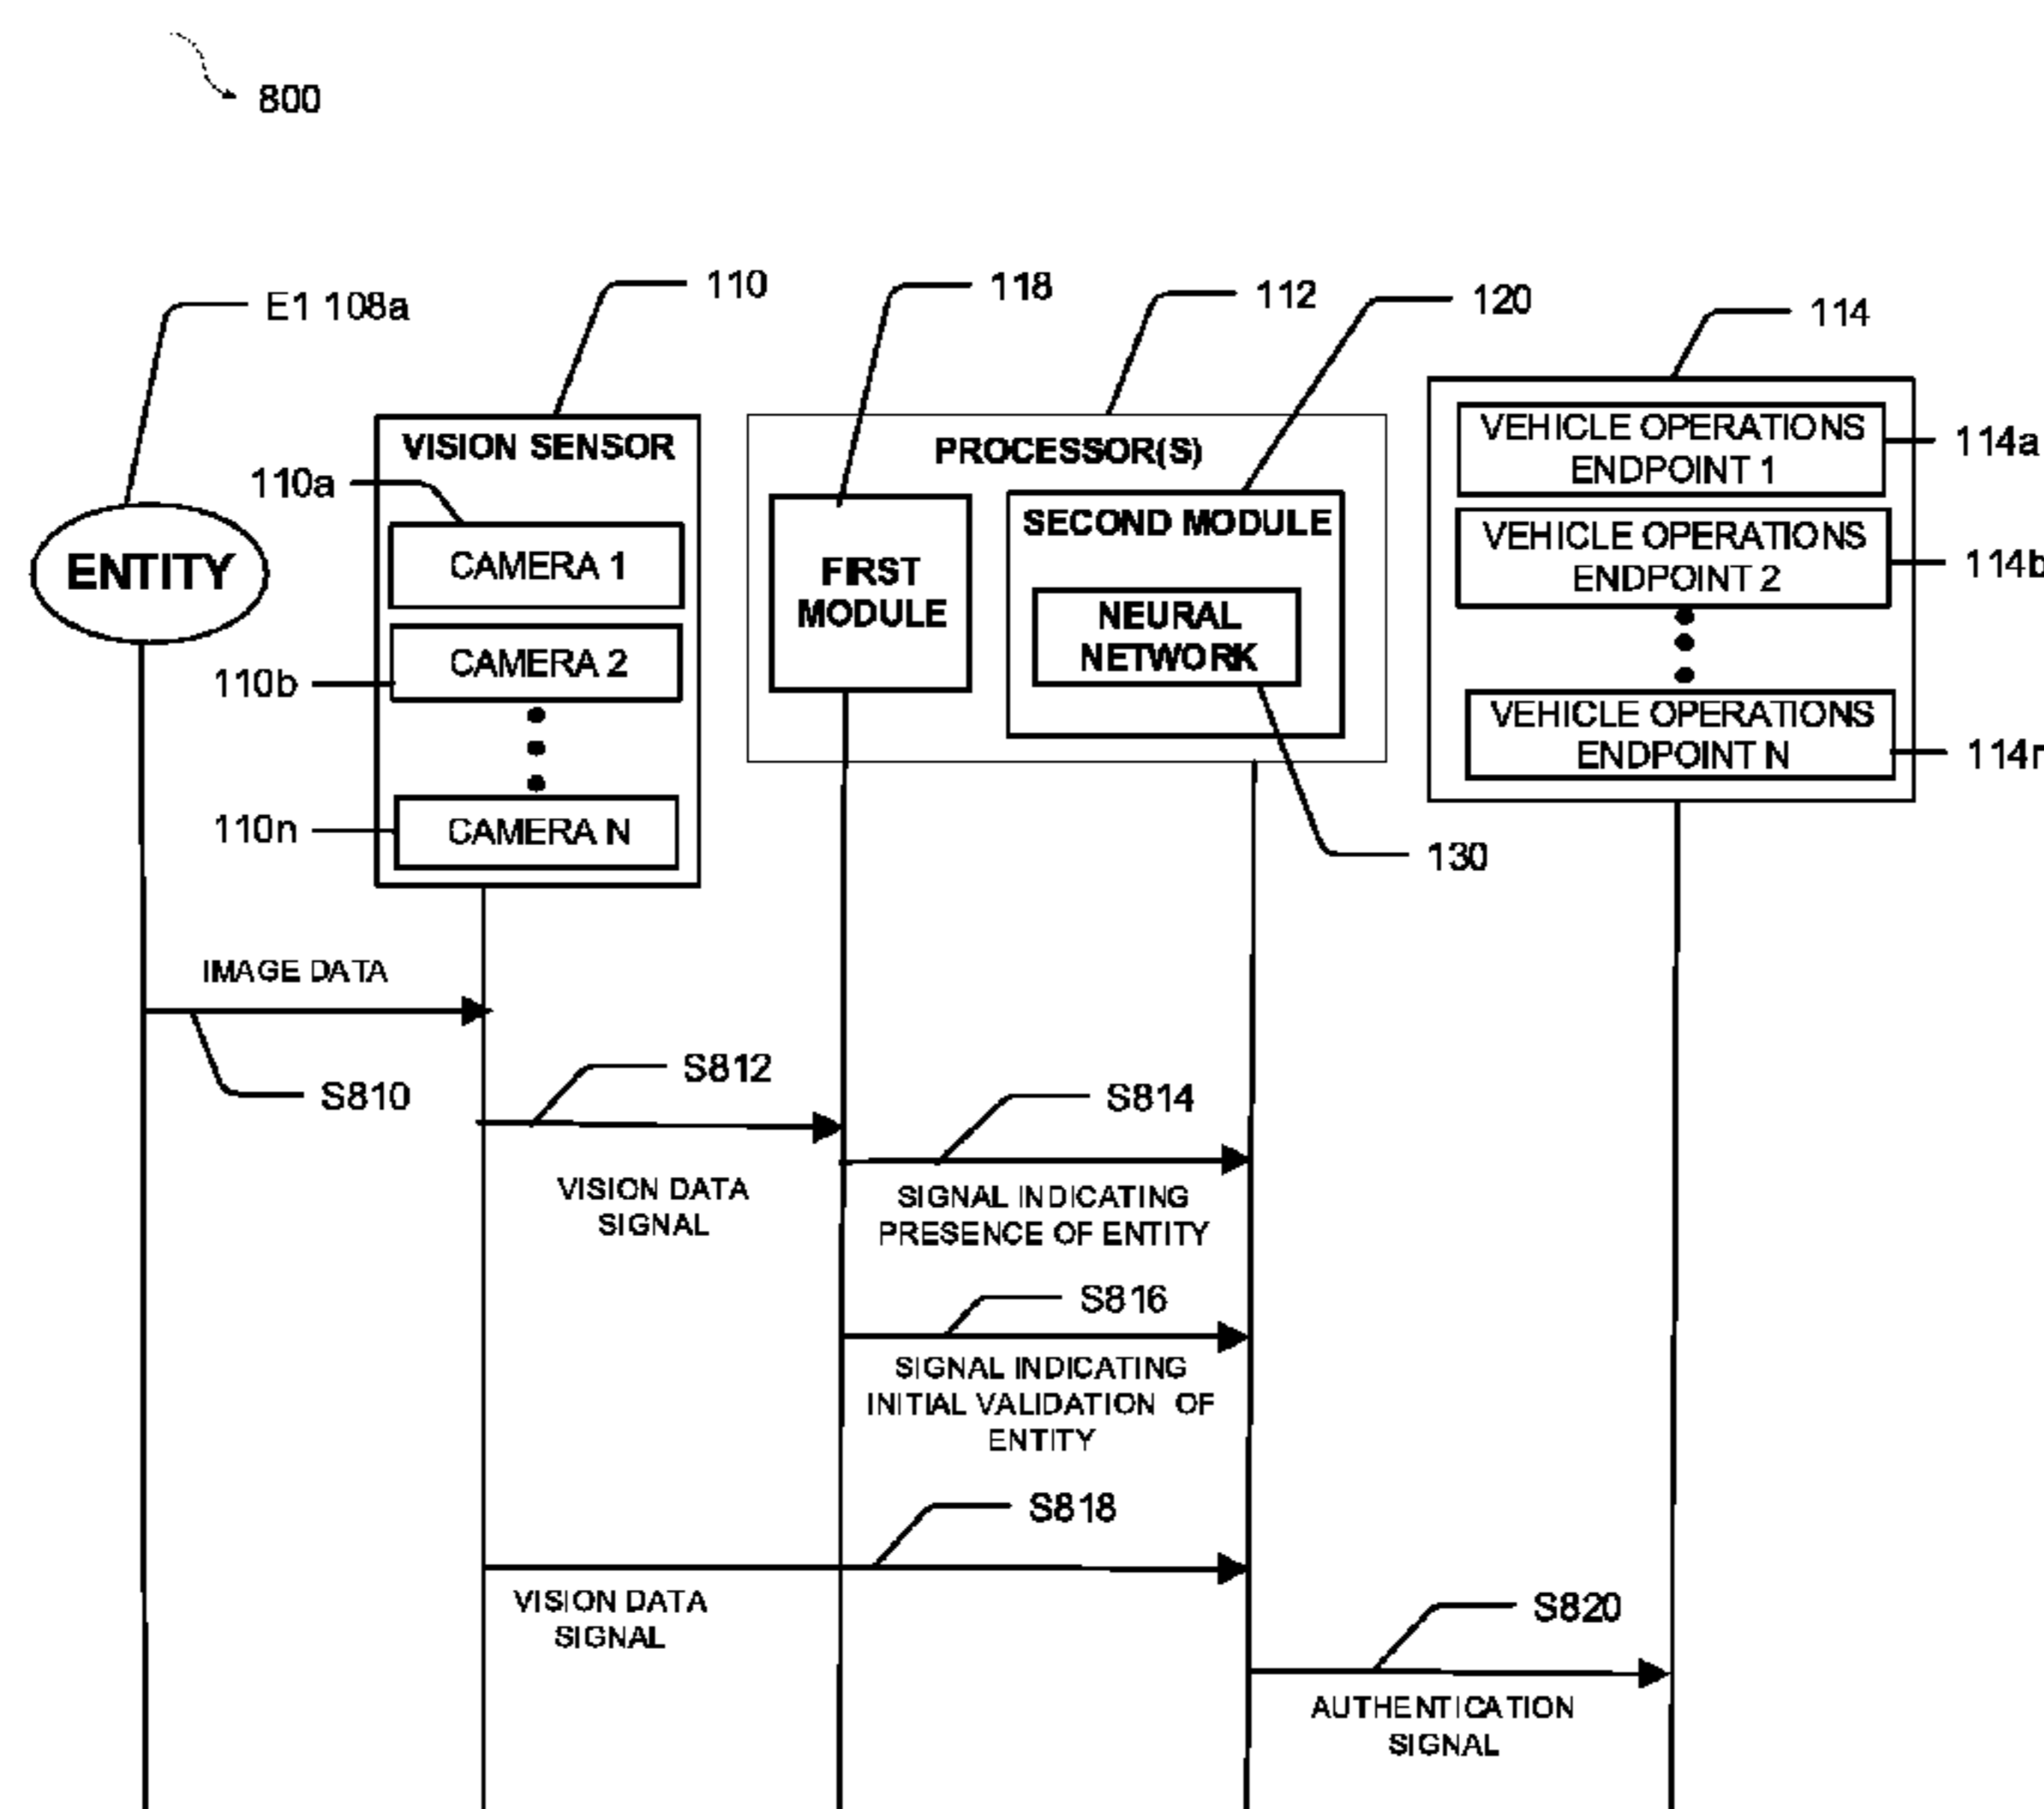 800
E1 108a
110
118
112
120
114
VISION SENSOR
110a
CAMERA 1
110b
CAMERA 2
110n
CAMERA N
ENTITY
PROCESSOR(S)
FIRST
MODULE
SECOND MODULE
NEURAL
NETWORK
130
VEHICLE OPERATIONS
ENDPOINT 1
114a
VEHICLE OPERATIONS
ENDPOINT 2
114b
VEHICLE OPERATIONS
ENDPOINT N
114n
IMAGE DATA
S810
S812
VISION DATA
SIGNAL
S814
SIGNAL INDICATING
PRESENCE OF ENTITY
S816
SIGNAL INDICATING
INITIAL VALIDATION OF
ENTITY
S818
VISION DATA
SIGNAL
S820
AUTHENTICATION
SIGNAL